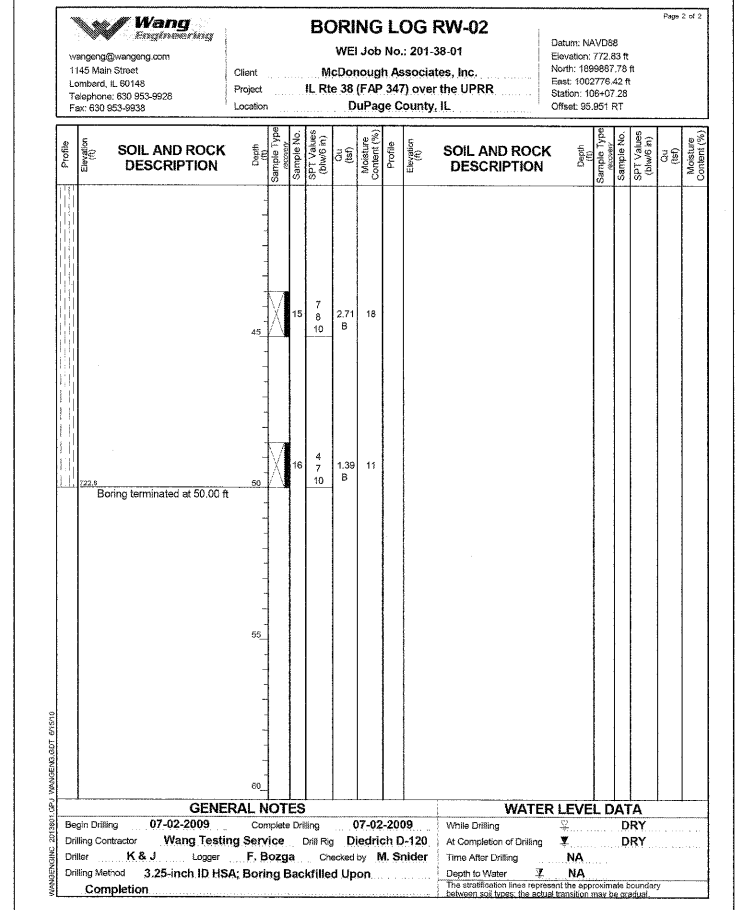 Page 2 of 2
Wang
Engineering
wangeng@wangeng.com
1145 Main Street
Lombard, IL 60148
Telephone: 630 953-9928
Fax: 630 953-9938
BORING LOG RW-02
WEI Job No.: 201-38-01
Client McDonough Associates, Inc.
Project IL Rte 38 (FAP 347) over the UPRR
Location DuPage County, IL
Datum: NAVD88
Elevation: 772.83 ft
North: 1899887.78 ft
East: 1002776.42 ft
Station: 106+07.28
Offset: 95.951 RT
Profile
Elevation (ft)
SOIL AND ROCK DESCRIPTION
Depth (ft)
Sample Type
recovery
Sample No.
SPT Values (blw/6 in)
Qu (tsf)
Moisture Content (%)
Profile
Elevation (ft)
SOIL AND ROCK DESCRIPTION
Depth (ft)
Sample Type
recovery
Sample No.
SPT Values (blw/6 in)
Qu (tsf)
Moisture Content (%)
7
15 8 2.71 18
10 B
45
4
16 7 1.39 11
10 B
722.8 50
Boring terminated at 50.00 ft
55
60
WANGENGINC 2013801.GPJ WANGENG.GDT 6/15/10
GENERAL NOTES
Begin Drilling 07-02-2009 Complete Drilling 07-02-2009
Drilling Contractor Wang Testing Service Drill Rig Diedrich D-120
Driller K & J Logger F. Bozga Checked by M. Snider
Drilling Method 3.25-inch ID HSA; Boring Backfilled Upon
Completion
WATER LEVEL DATA
While Drilling DRY
At Completion of Drilling DRY
Time After Drilling NA
Depth to Water NA
The stratification lines represent the approximate boundary
between soil types; the actual transition may be gradual.